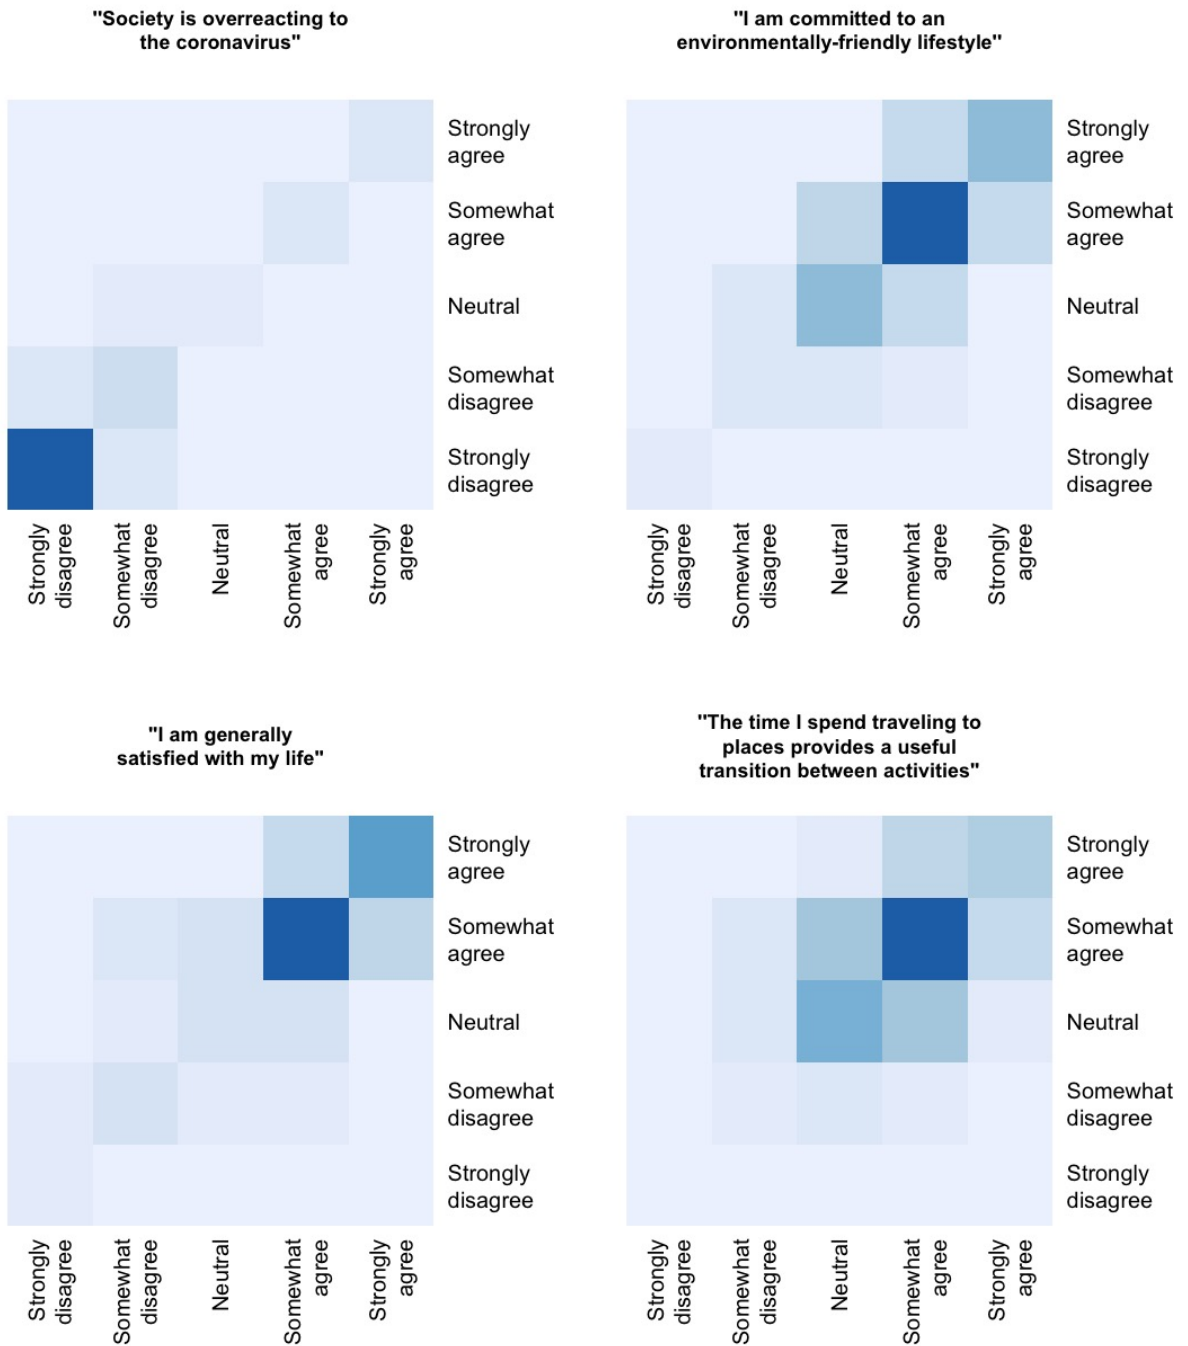 "Society is overreacting to
the coronavirus"
Strongly
agree
Somewhat
agree
Neutral
Somewhat
disagree
Strongly
disagree
Strongly
disagree
Somewhat
disagree
Neutral
Somewhat
agree
Strongly
agree
"I am committed to an
environmentally-friendly lifestyle"
Strongly
agree
Somewhat
agree
Neutral
Somewhat
disagree
Strongly
disagree
Strongly
disagree
Somewhat
disagree
Neutral
Somewhat
agree
Strongly
agree
"I am generally
satisfied with my life"
Strongly
agree
Somewhat
agree
Neutral
Somewhat
disagree
Strongly
disagree
Strongly
disagree
Somewhat
disagree
Neutral
Somewhat
agree
Strongly
agree
"The time I spend traveling to
places provides a useful
transition between activities"
Strongly
agree
Somewhat
agree
Neutral
Somewhat
disagree
Strongly
disagree
Strongly
disagree
Somewhat
disagree
Neutral
Somewhat
agree
Strongly
agree